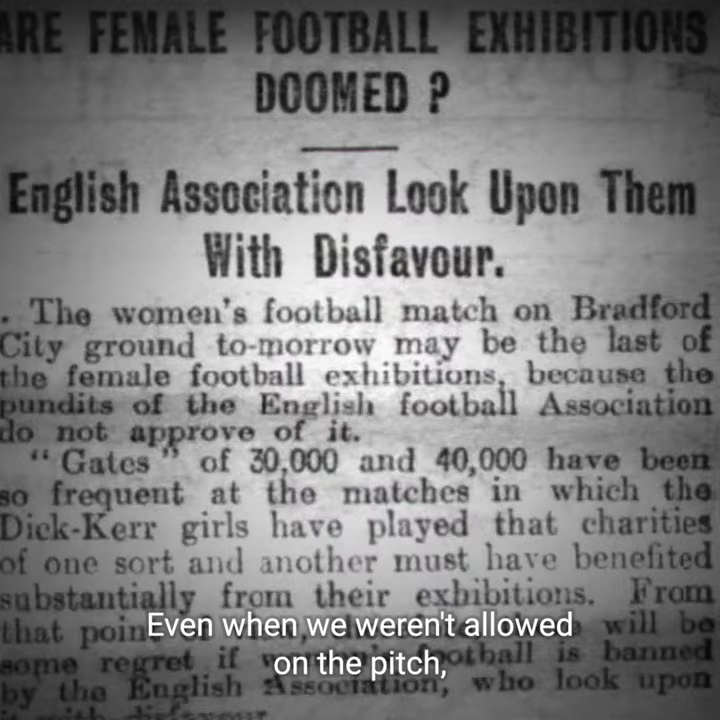 ARE FEMALE FOOTBALL EXHIBITIONS
DOOMED ?
English Association Look Upon Them
With Disfavour.
. The women's football match on Bradford
City ground to-morrow may be the last of
the female football exhibitions, because the
pundits of the English football Association
do not approve of it.
"Gates" of 30,000 and 40,000 have been
so frequent at the matches in which the
Dick-Kerr girls have played that charities
of one sort and another must have benefited
substantially from their exhibitions. From
that will be
some regret if football is banned
by the English Association, who look upon
it with disfavour
Even when we weren't allowed
on the pitch,